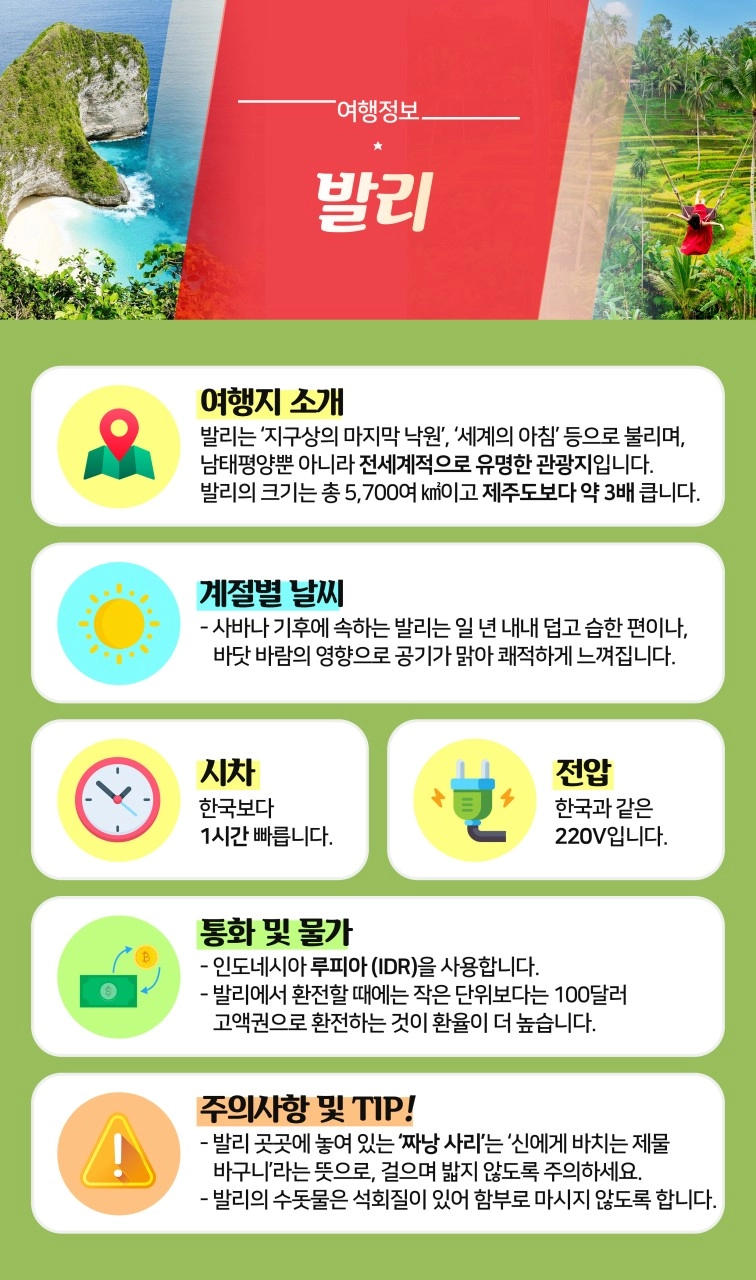 여행정보
발리
여행지 소개
발리는 ‘지구상의 마지막 낙원’, ‘세계의 아침’ 등으로 불리며,
남태평양뿐 아니라 전세계적으로 유명한 관광지입니다.
발리의 크기는 총 5,700여 ㎢이고 제주도보다 약 3배 큽니다.
계절별 날씨
- 사바나 기후에 속하는 발리는 일 년 내내 덥고 습한 편이나,
바닷 바람의 영향으로 공기가 맑아 쾌적하게 느껴집니다.
시차
한국보다
1시간 빠릅니다.
전압
한국과 같은
220V입니다.
통화 및 물가
- 인도네시아 루피아 (IDR)을 사용합니다.
- 발리에서 환전할 때에는 작은 단위보다는 100달러
고액권으로 환전하는 것이 환율이 더 높습니다.
주의사항 및 TIP!
- 발리 곳곳에 놓여 있는 ‘짜낭 사리’는 ‘신에게 바치는 제물
바구니’라는 뜻으로, 걸으며 밟지 않도록 주의하세요.
- 발리의 수돗물은 석회질이 있어 함부로 마시지 않도록 합니다.